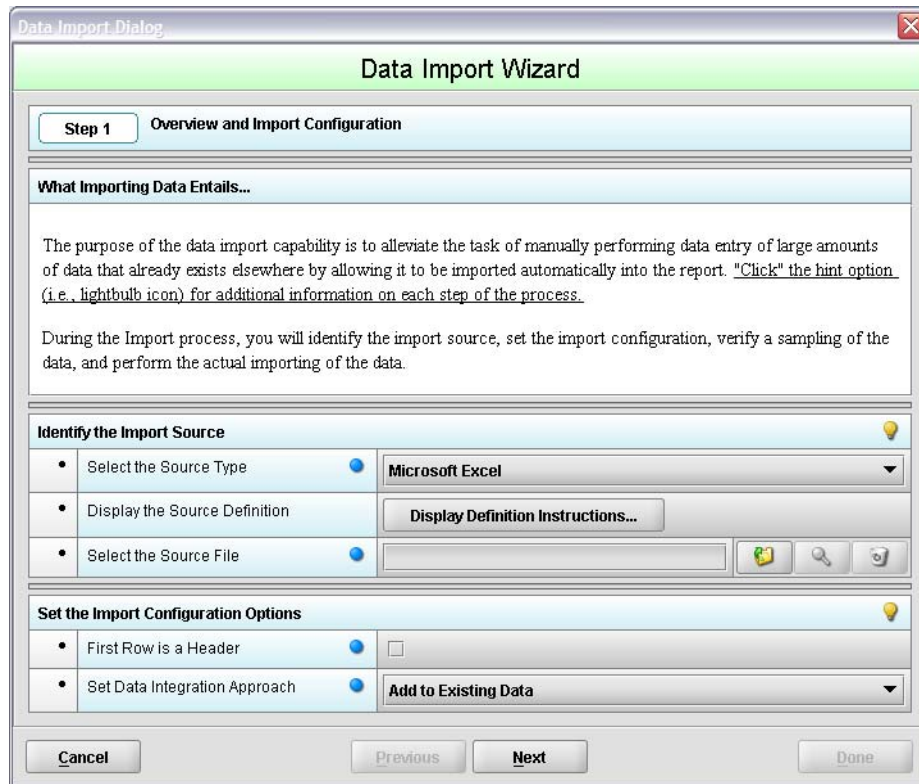 Data Import Dialog
Data Import Wizard
Step 1
Overview and Import Configuration
What Importing Data Entails...
The purpose of the data import capability is to alleviate the task of manually performing data entry of large amounts
of data that already exists elsewhere by allowing it to be imported automatically into the report. "Click" the hint option
(i.e., lightbulb icon) for additional information on each step of the process.
During the Import process, you will identify the import source, set the import configuration, verify a sampling of the
data, and perform the actual importing of the data.
Identify the Import Source
• Select the Source Type
Microsoft Excel
• Display the Source Definition
Display Definition Instructions...
• Select the Source File
Set the Import Configuration Options
• First Row is a Header
• Set Data Integration Approach
Add to Existing Data
Cancel
Previous
Next
Done